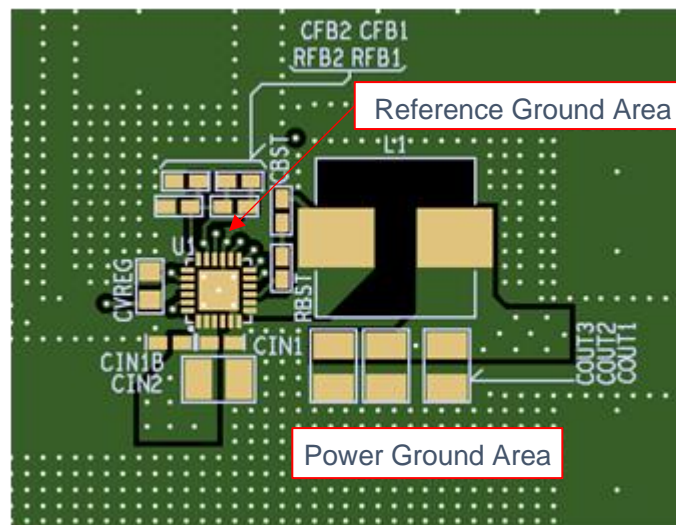 CFB2 CFB1
RFB2 RFB1
Reference Ground Area
CBST
L1
U1
CVREG
RBST
CIN1
CIN1B
CIN2
COUT3
COUT2
COUT1
Power Ground Area